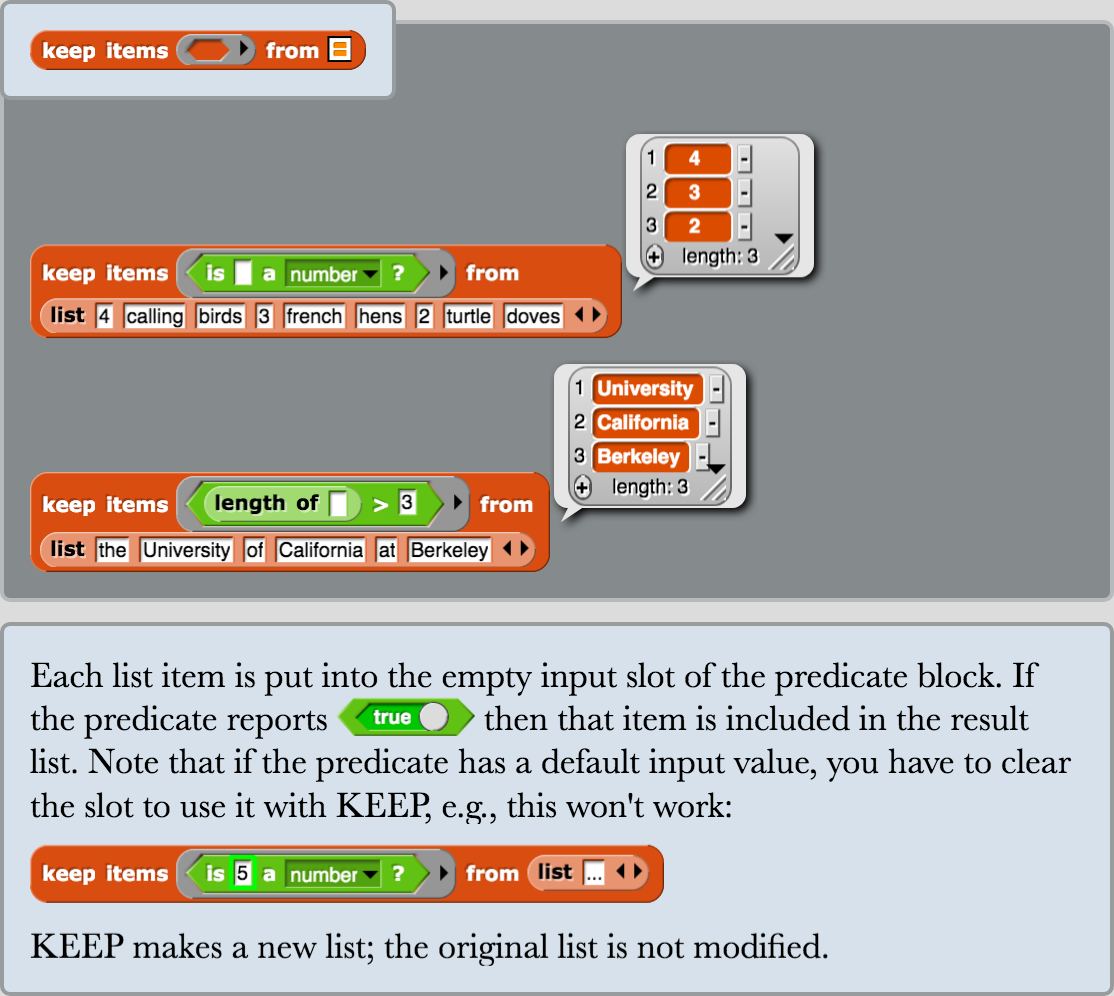 keep items from
1 4 -
2 3 -
3 2 -
+ length: 3
keep items is a number ? from
list 4 calling birds 3 french hens 2 turtle doves
1 University -
2 California -
3 Berkeley -
+ length: 3
keep items length of > 3 from
list the University of California at Berkeley
Each list item is put into the empty input slot of the predicate block. If
the predicate reports true then that item is included in the result
list. Note that if the predicate has a default input value, you have to clear
the slot to use it with KEEP, e.g., this won't work:
keep items is 5 a number ? from list ...
KEEP makes a new list; the original list is not modified.